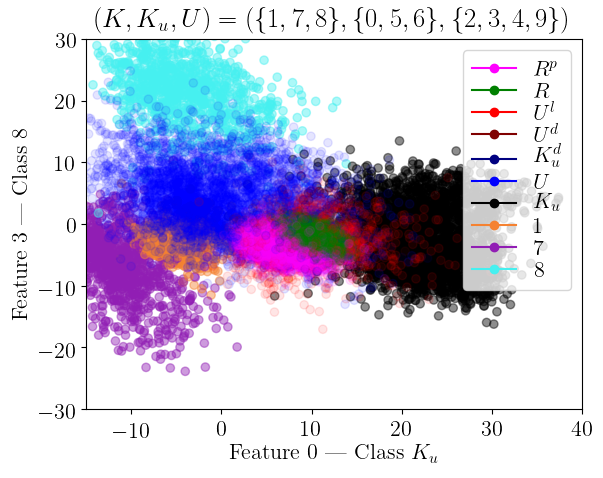 (K, K_u, U) = ({1, 7, 8}, {0, 5, 6}, {2, 3, 4, 9})
30
20
10
0
−10
−20
−30
Feature 3 — Class 8
R^p
R
U^l
U^d
K_u^d
U
K_u
1
7
8
−10
0
10
20
30
40
Feature 0 — Class K_u